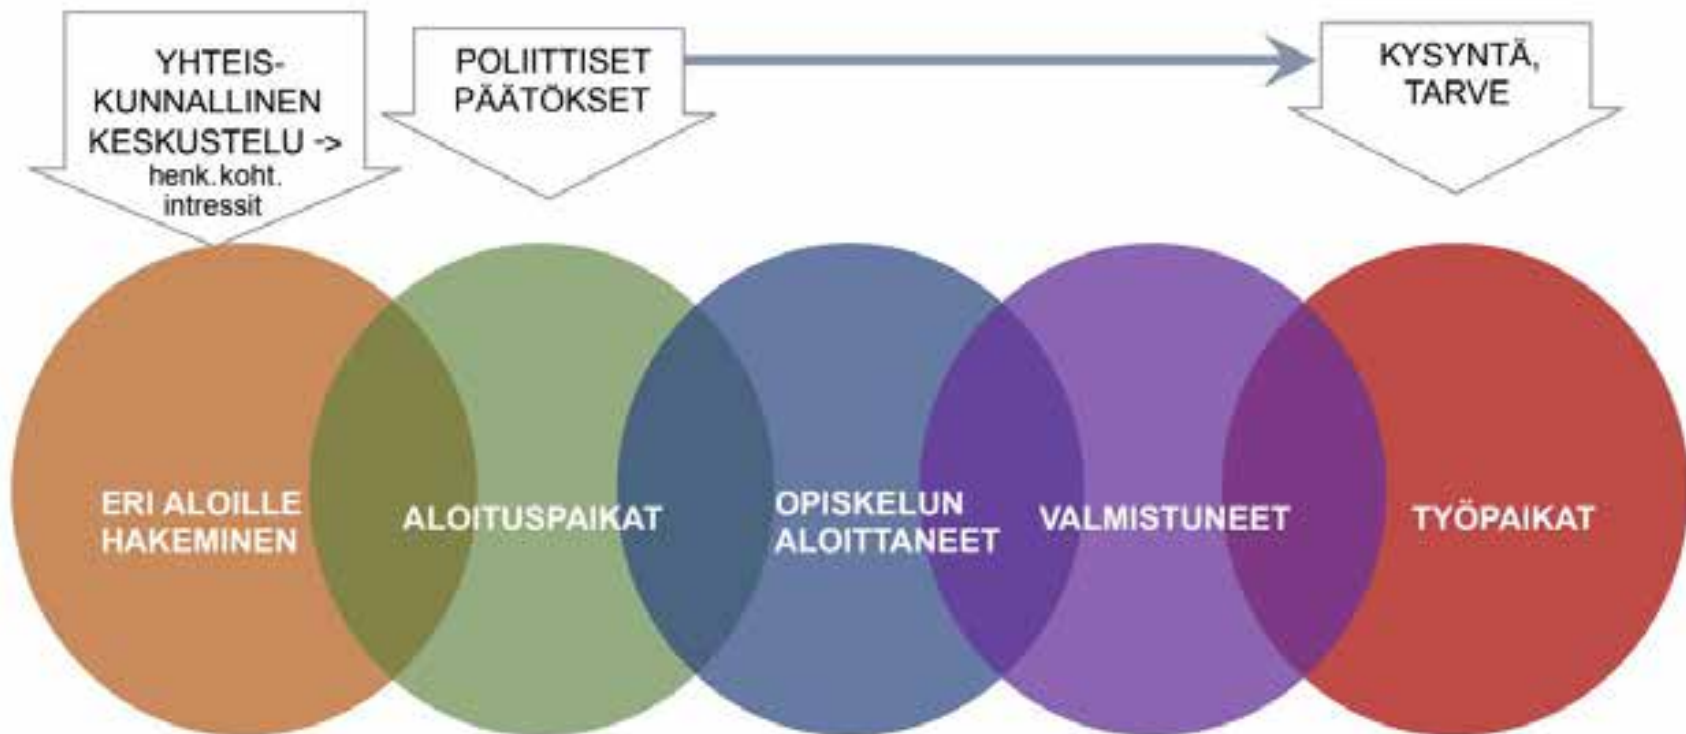 YHTEIS-
KUNNALLINEN
KESKUSTELU ->
henk.koht.
intressit
POLIITTISET
PÄÄTÖKSET
KYSYNTÄ,
TARVE
ERI ALOILLE
HAKEMINEN
ALOITUSPAIKAT
OPISKELUN
ALOITTANEET
VALMISTUNEET
TYÖPAIKAT